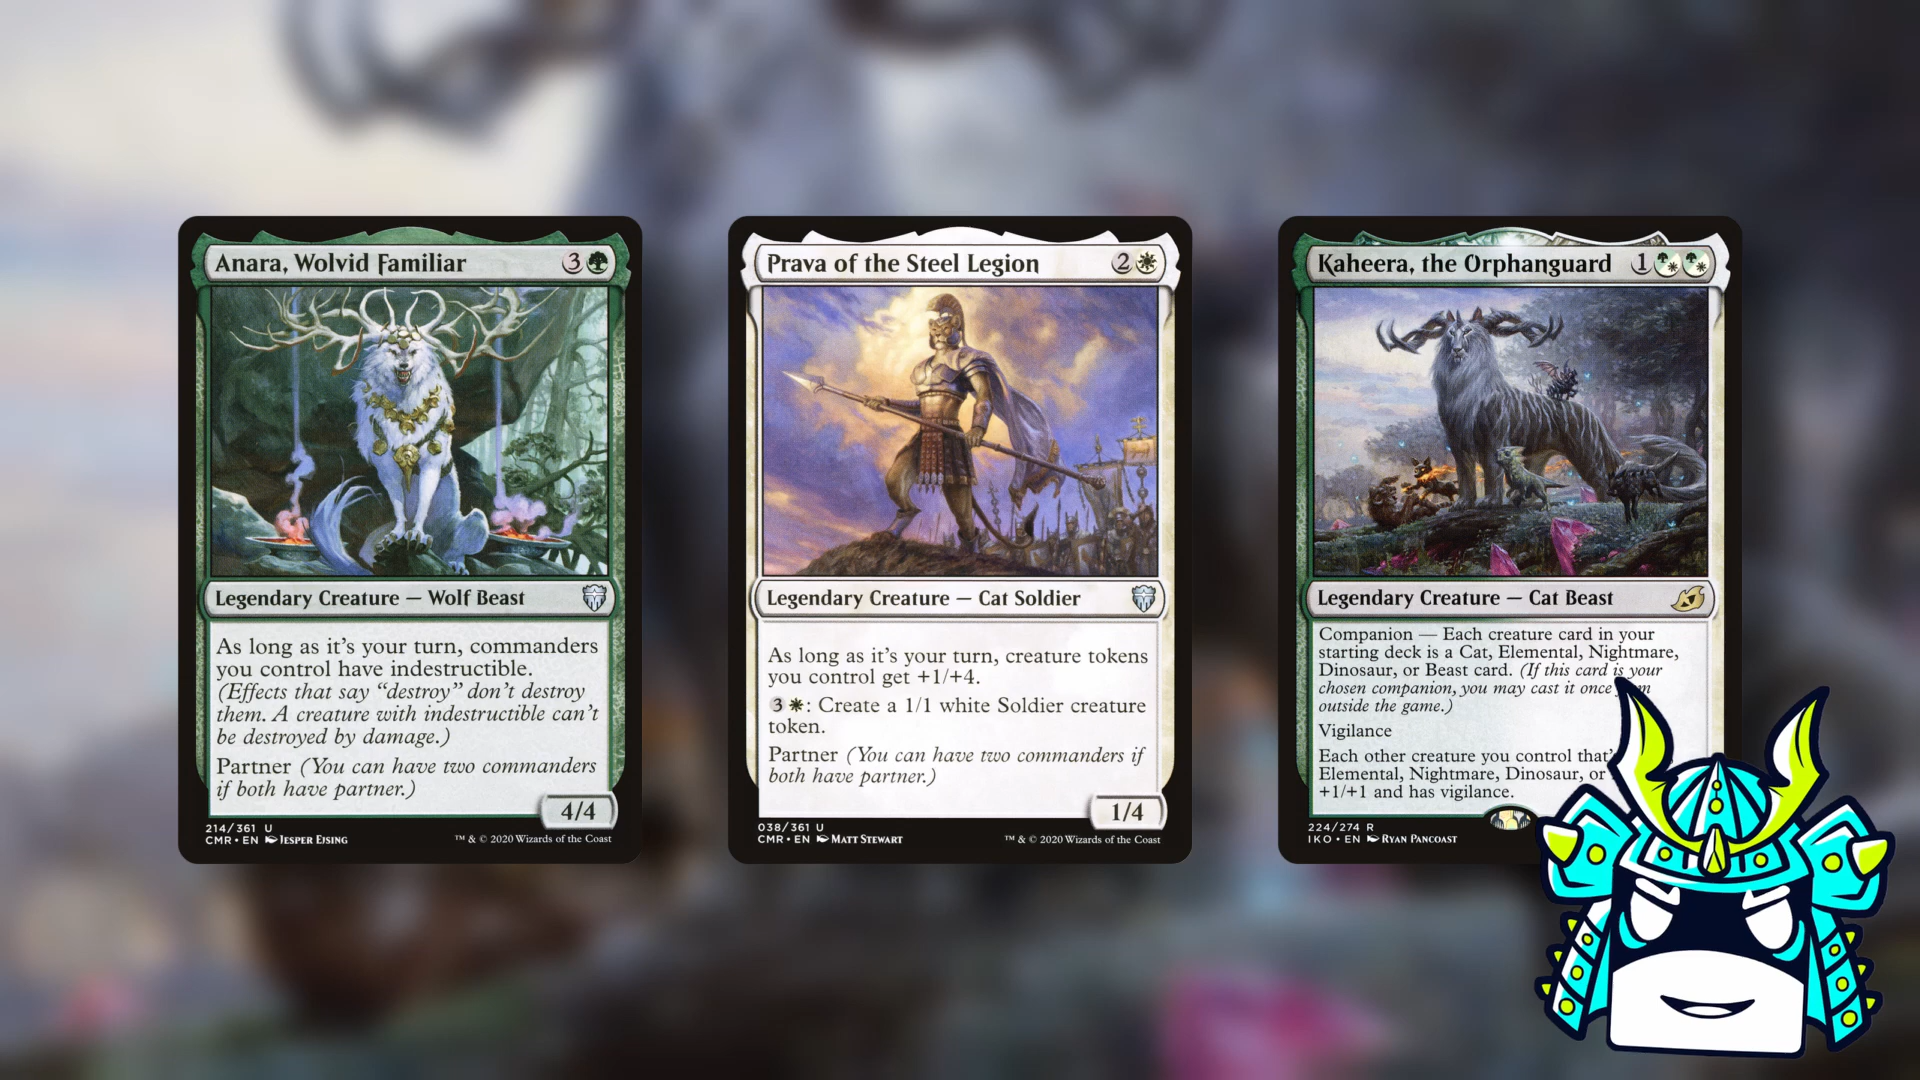 Anara, Wolvid Familiar 3
Legendary Creature — Wolf Beast
As long as it's your turn, commanders
you control have indestructible.
(Effects that say "destroy" don't destroy
them. A creature with indestructible can't
be destroyed by damage.)
Partner (You can have two commanders
if both have partner.)
4/4
214/361 U
CMR • EN Jesper Ejsing
™ & © 2020 Wizards of the Coast
Prava of the Steel Legion 2
Legendary Creature — Cat Soldier
As long as it's your turn, creature tokens
you control get +1/+4.
3 : Create a 1/1 white Soldier creature
token.
Partner (You can have two commanders if
both have partner.)
1/4
038/361 U
CMR • EN Matt Stewart
™ & © 2020 Wizards of the Coast
Kaheera, the Orphanguard 1
Legendary Creature — Cat Beast
Companion — Each creature card in your
starting deck is a Cat, Elemental, Nightmare,
Dinosaur, or Beast card. (If this card is your
chosen companion, you may cast it once
outside the game.)
Vigilance
Each other creature you control
Elemental, Nightmare, Dinosaur, or
+1/+1 and has vigilance.
224/274 R
IKO • EN Ryan Pancoast